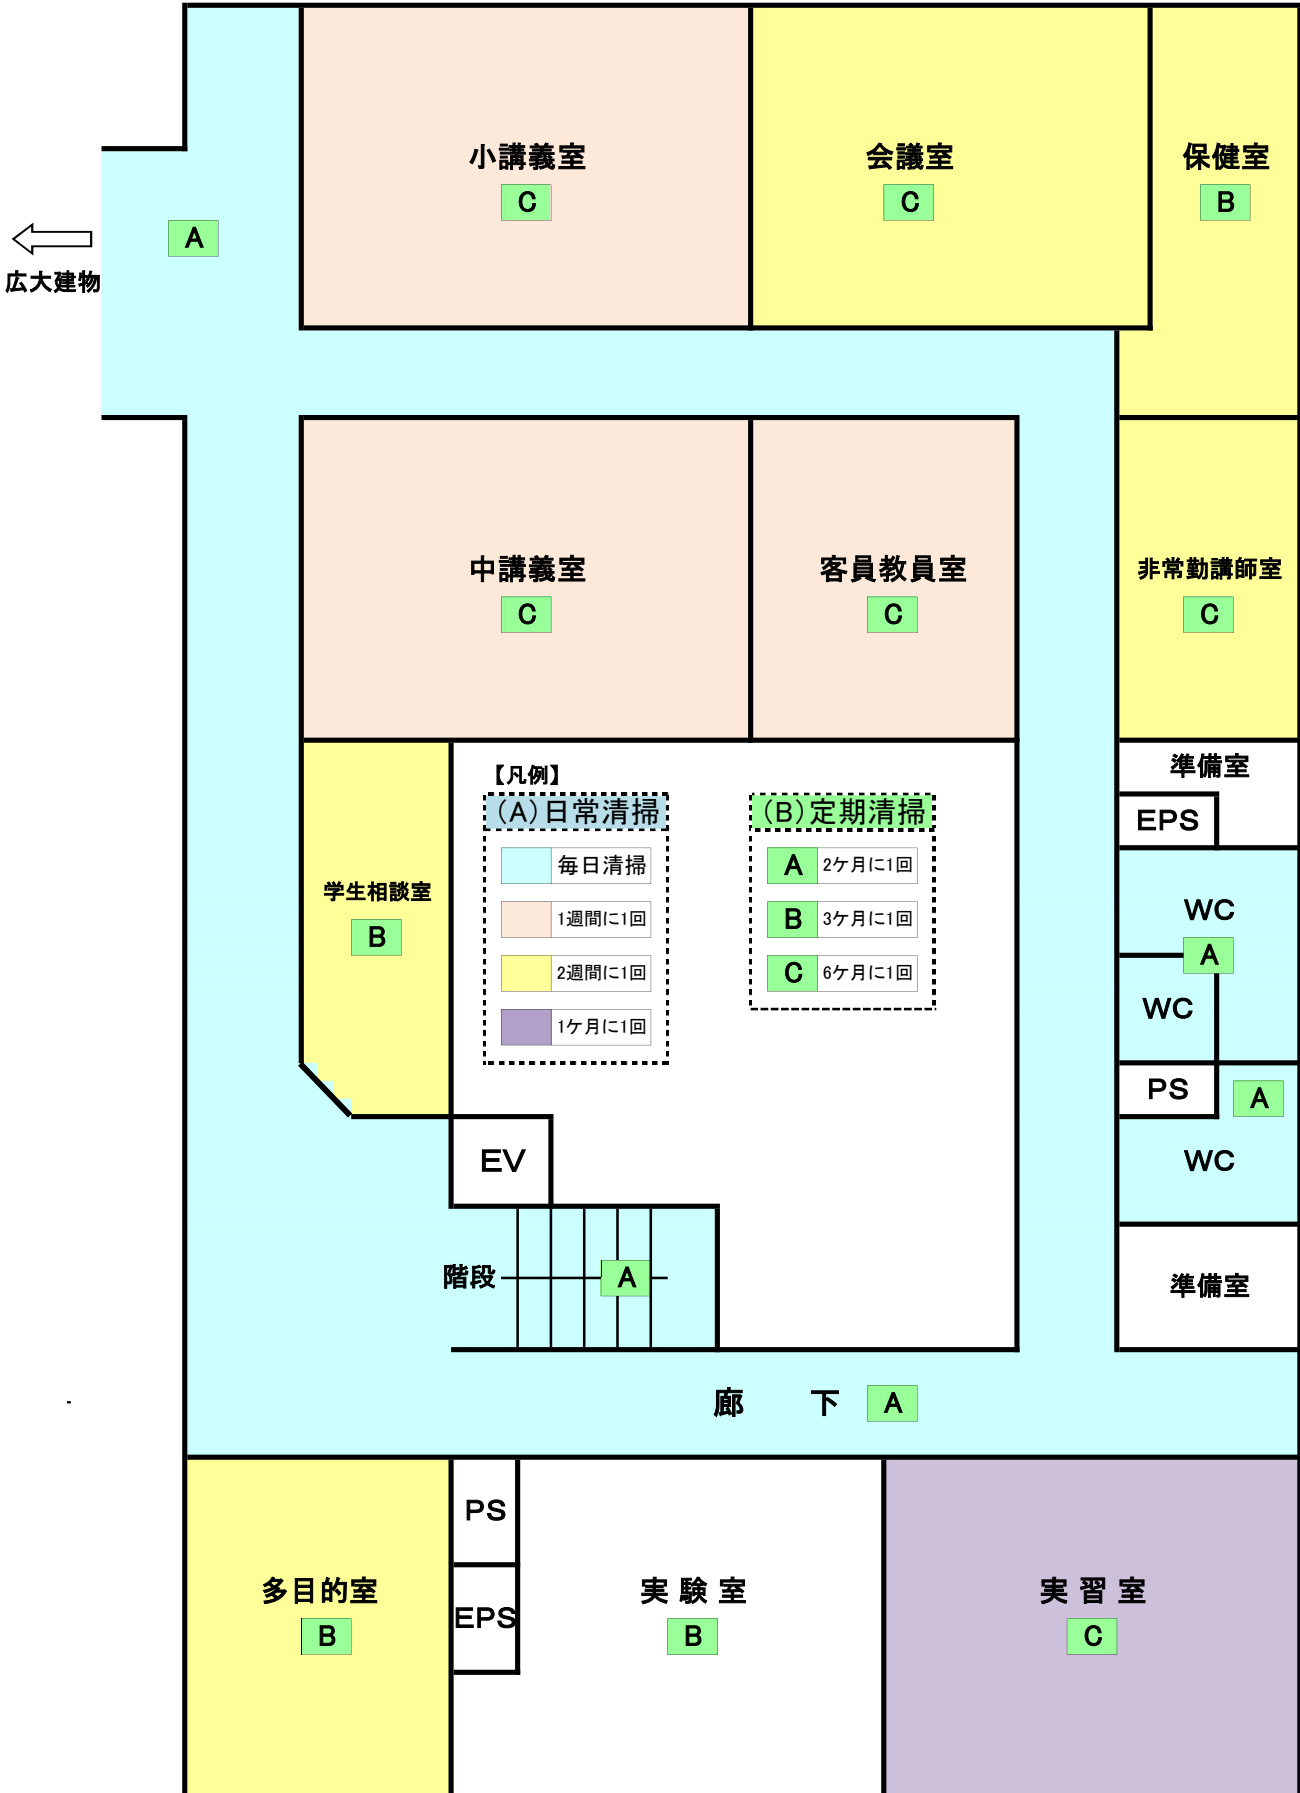 小講義室
C
会議室
C
保健室
B
A
広大建物
中講義室
C
客員教員室
C
非常勤講師室
C
学生相談室
B
【凡例】
(A)日常清掃
毎日清掃
1週間に1回
2週間に1回
1ケ月に1回
(B)定期清掃
A 2ケ月に1回
B 3ケ月に1回
C 6ケ月に1回
準備室
EPS
WC
A
WC
PS
A
WC
準備室
EV
階段
A
廊 下 A
多目的室
B
PS
EPS
実験室
B
実習室
C